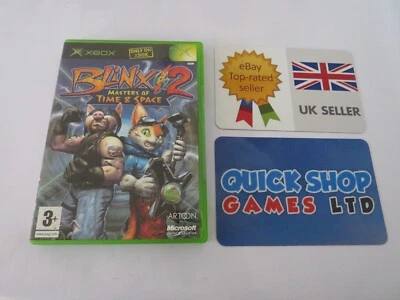 XBOX
ONLY ON
XBOX
BLiNX 2
MASTERS OF
TIME & SPACE
3+
ARTOON
Microsoft
eBay
Top-rated
seller
UK SELLER
QUICK SHOP
GAMES LTD